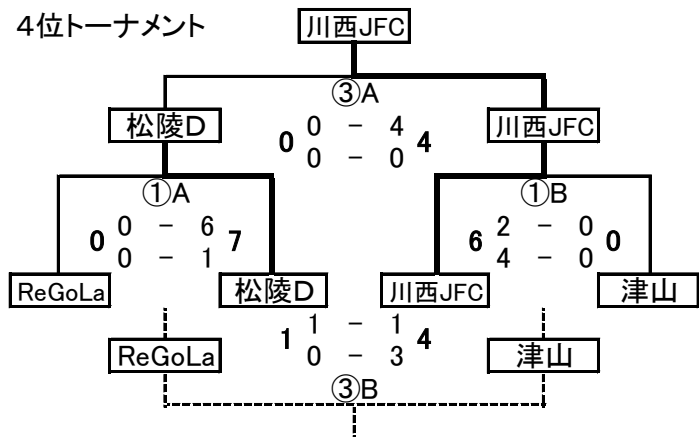 4位トーナメント
川西JFC
③A
松陵D
0 0 - 4 4
0 - 0
川西JFC
①A
0 0 - 6 7
0 - 1
①B
6 2 - 0 0
4 - 0
ReGoLa
松陵D
川西JFC
津山
ReGoLa
1 1 - 1 4
0 - 3
津山
③B